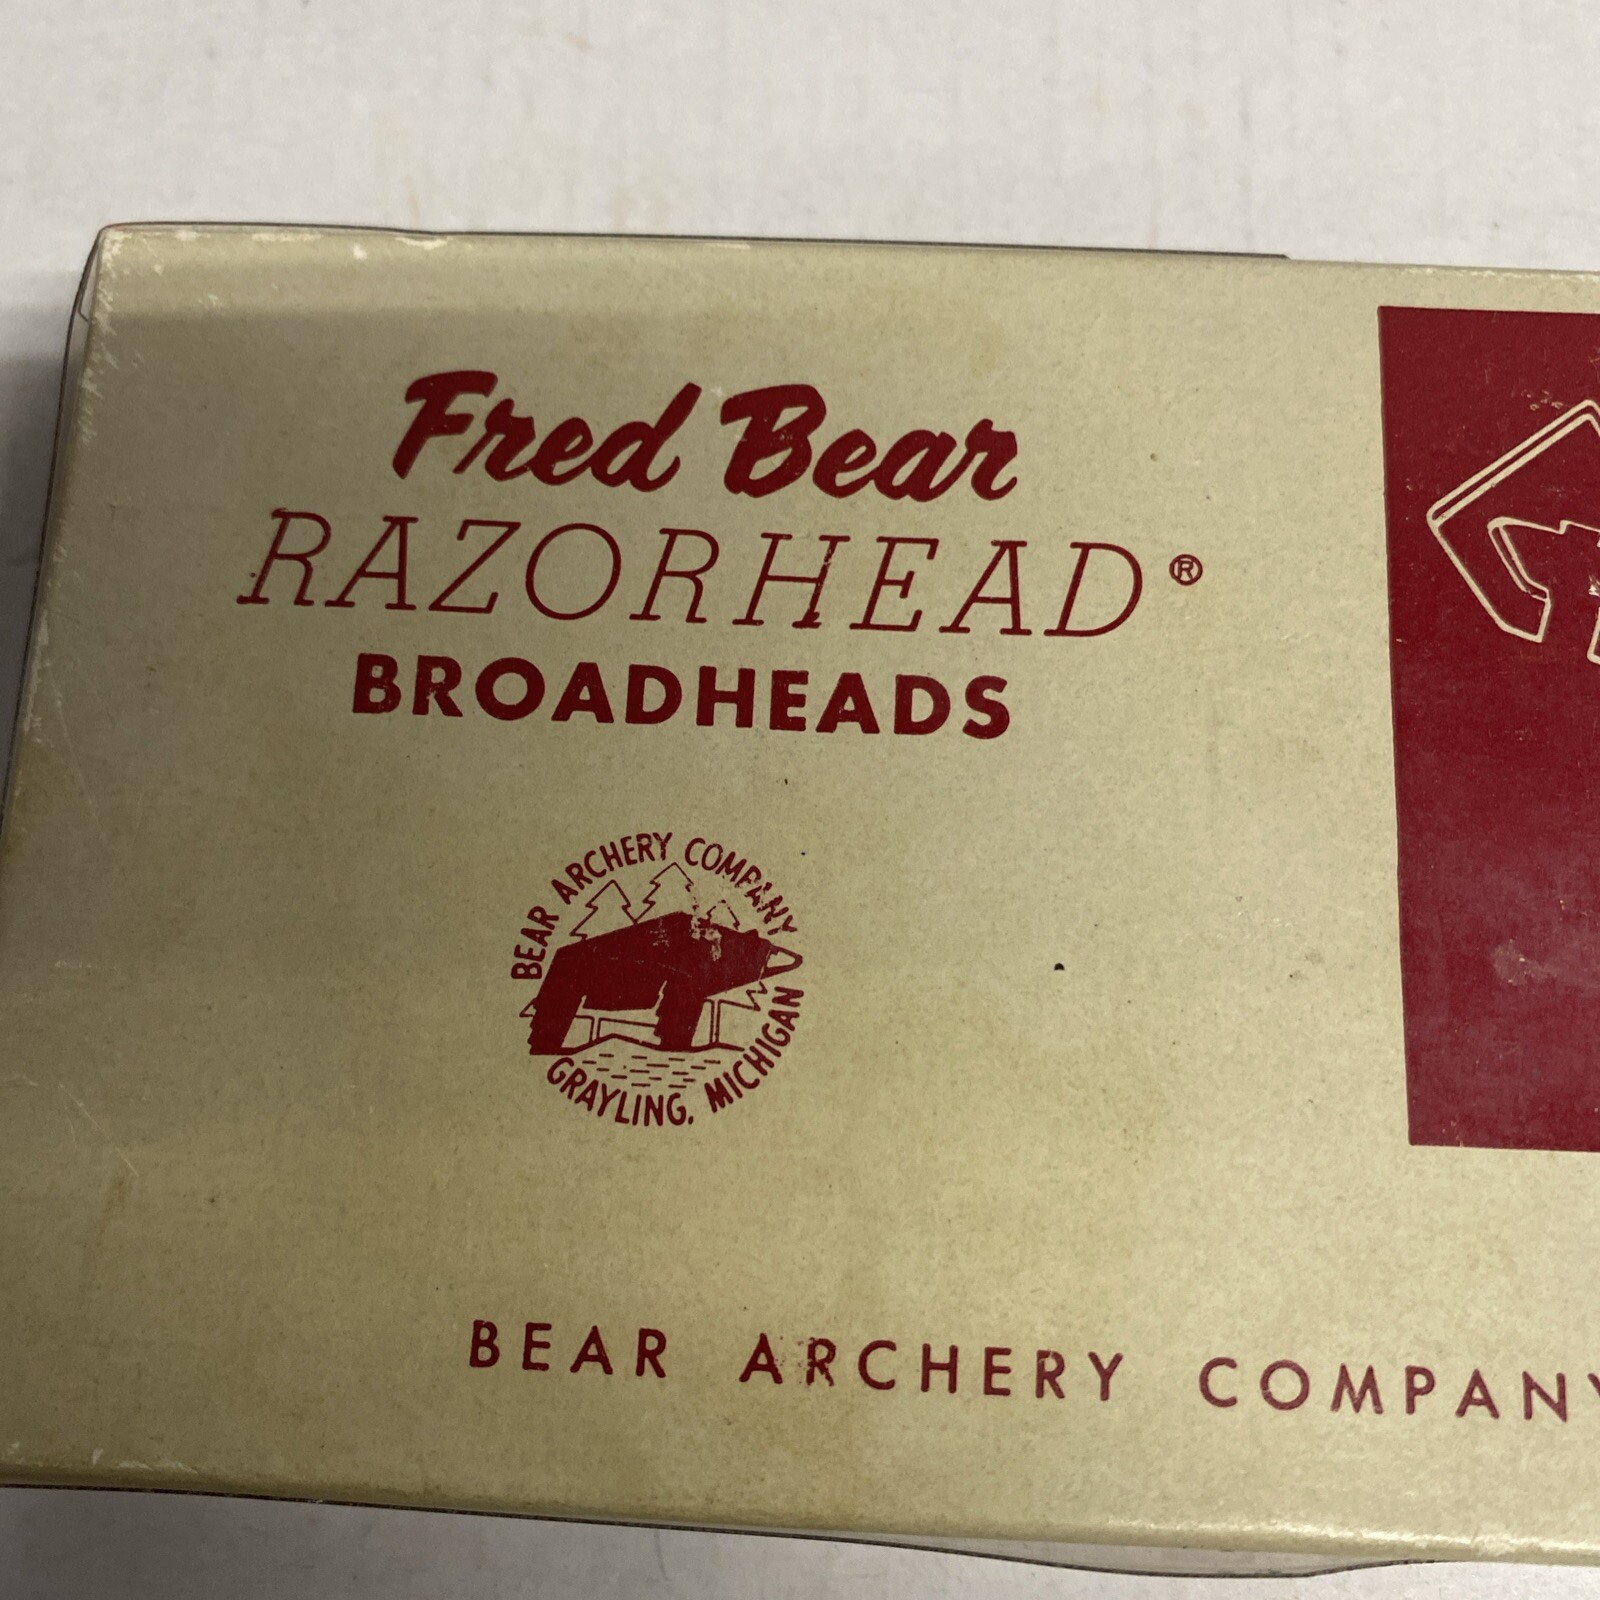 Fred Bear
RAZORHEAD®
BROADHEADS
BEAR ARCHERY COMPANY
GRAYLING, MICHIGAN
BEAR ARCHERY COMPANY